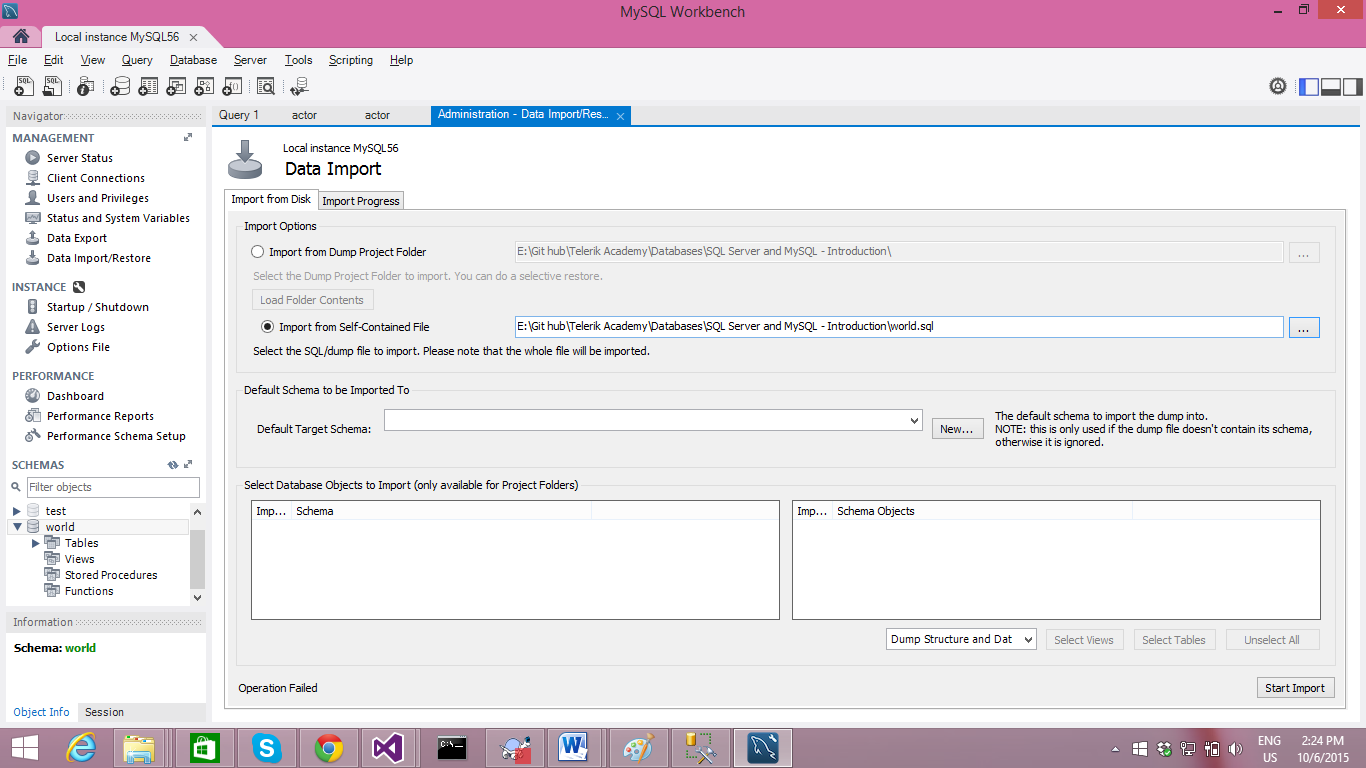 MySQL Workbench
Local instance MySQL56
File Edit View Query Database Server Tools Scripting Help
Navigator
MANAGEMENT
Server Status
Client Connections
Users and Privileges
Status and System Variables
Data Export
Data Import/Restore
INSTANCE
Startup / Shutdown
Server Logs
Options File
PERFORMANCE
Dashboard
Performance Reports
Performance Schema Setup
SCHEMAS
Filter objects
test
world
Tables
Views
Stored Procedures
Functions
Information
Schema: world
Object Info Session
Query 1 actor actor Administration - Data Import/Res...
Local instance MySQL56
Data Import
Import from Disk Import Progress
Import Options
Import from Dump Project Folder E:\Git hub\Telerik Academy\Databases\SQL Server and MySQL - Introduction\ ...
Select the Dump Project Folder to import. You can do a selective restore.
Load Folder Contents
Import from Self-Contained File E:\Git hub\Telerik Academy\Databases\SQL Server and MySQL - Introduction\world.sql ...
Select the SQL/dump file to import. Please note that the whole file will be imported.
Default Schema to be Imported To
Default Target Schema: New...
The default schema to import the dump into.
NOTE: this is only used if the dump file doesn't contain its schema,
otherwise it is ignored.
Select Database Objects to Import (only available for Project Folders)
Imp... Schema Imp... Schema Objects
Dump Structure and Dat Select Views Select Tables Unselect All
Operation Failed Start Import
ENG 2:24 PM
US 10/6/2015